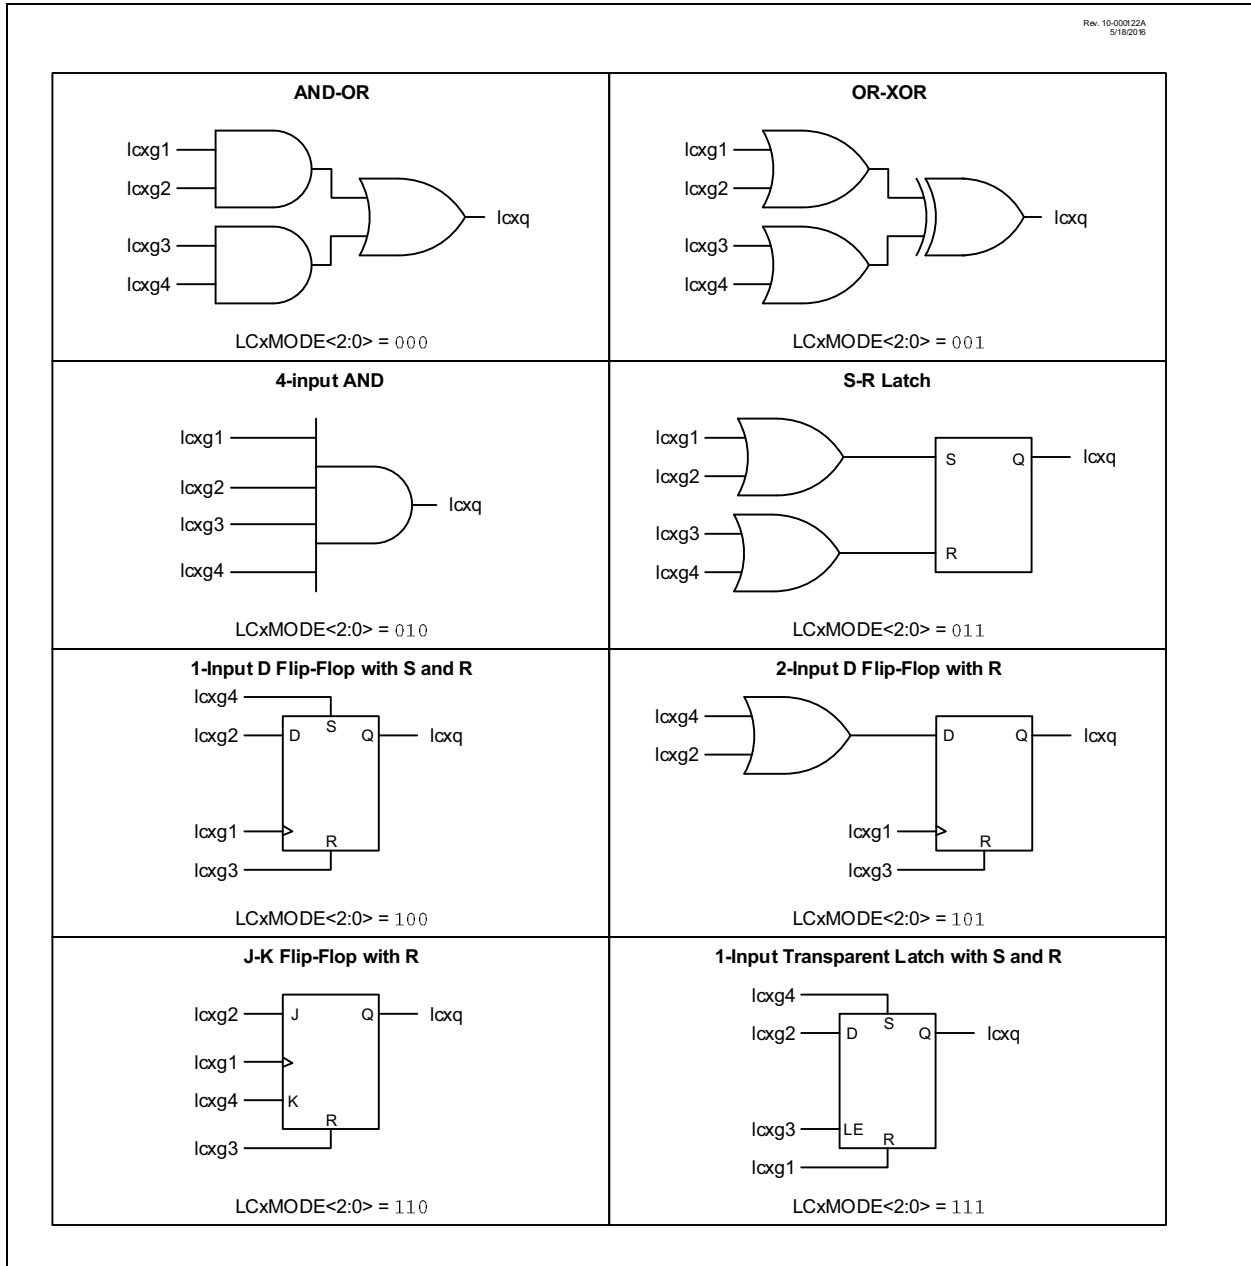 Rev. 10-000122A
5/18/2016
AND-OR
lcxg1
lcxg2
lcxg3
lcxg4
lcxq
LCxMODE<2:0> = 000
OR-XOR
lcxg1
lcxg2
lcxg3
lcxg4
lcxq
LCxMODE<2:0> = 001
4-input AND
lcxg1
lcxg2
lcxg3
lcxg4
lcxq
LCxMODE<2:0> = 010
S-R Latch
lcxg1
lcxg2
lcxg3
lcxg4
S
Q
lcxq
R
LCxMODE<2:0> = 011
1-Input D Flip-Flop with S and R
lcxg4
S
lcxg2
D
Q
lcxq
lcxg1
R
lcxg3
LCxMODE<2:0> = 100
2-Input D Flip-Flop with R
lcxg4
lcxg2
D
Q
lcxq
lcxg1
R
lcxg3
LCxMODE<2:0> = 101
J-K Flip-Flop with R
lcxg2
J
Q
lcxq
lcxg1
lcxg4
K
R
lcxg3
LCxMODE<2:0> = 110
1-Input Transparent Latch with S and R
lcxg4
S
lcxg2
D
Q
lcxq
lcxg3
LE
R
lcxg1
LCxMODE<2:0> = 111